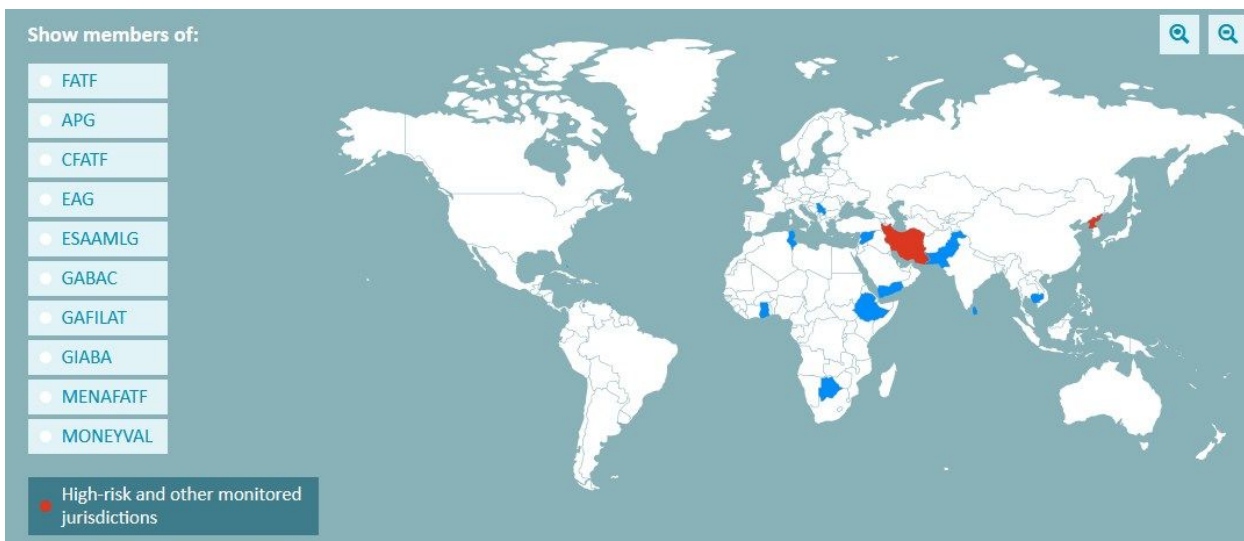 Show members of:
FATF
APG
CFATF
EAG
ESAAMLG
GABAC
GAFILAT
GIABA
MENAFATF
MONEYVAL
High-risk and other monitored
jurisdictions